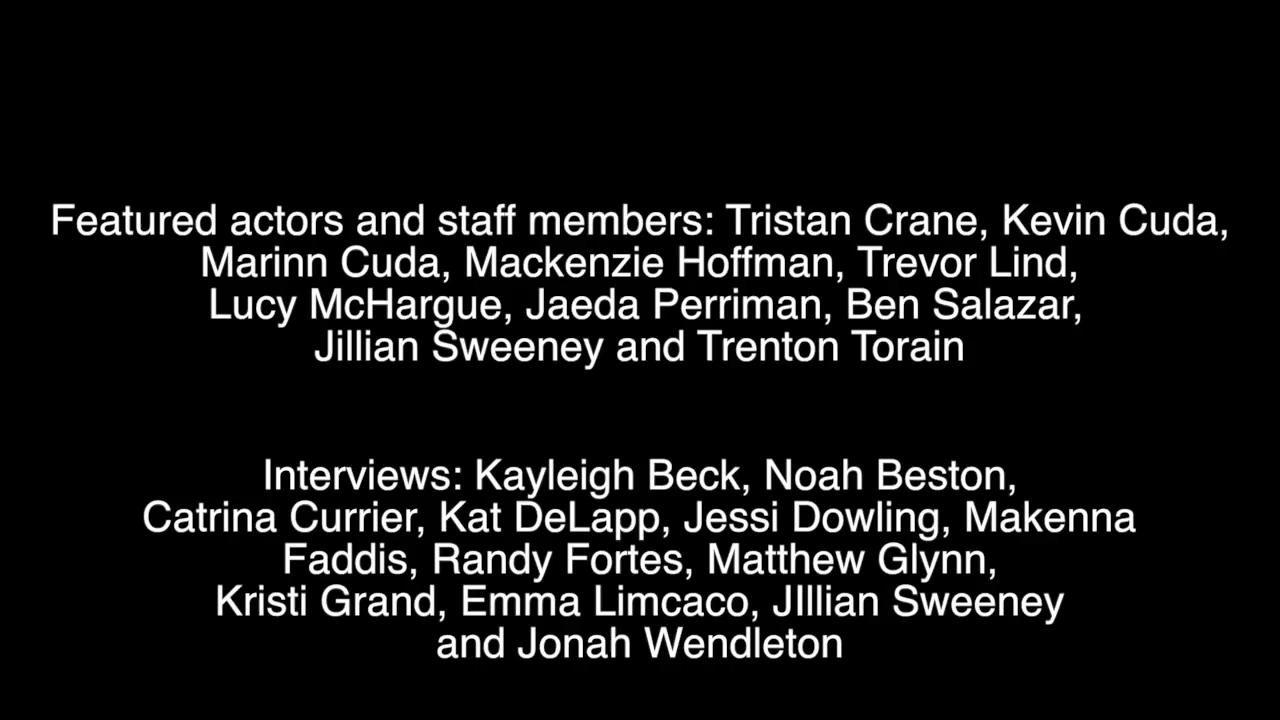 Featured actors and staff members: Tristan Crane, Kevin Cuda,
Marinn Cuda, Mackenzie Hoffman, Trevor Lind,
Lucy McHargue, Jaeda Perriman, Ben Salazar,
Jillian Sweeney and Trenton Torain
Interviews: Kayleigh Beck, Noah Beston,
Catrina Currier, Kat DeLapp, Jessi Dowling, Makenna
Faddis, Randy Fortes, Matthew Glynn,
Kristi Grand, Emma Limcaco, JIllian Sweeney
and Jonah Wendleton